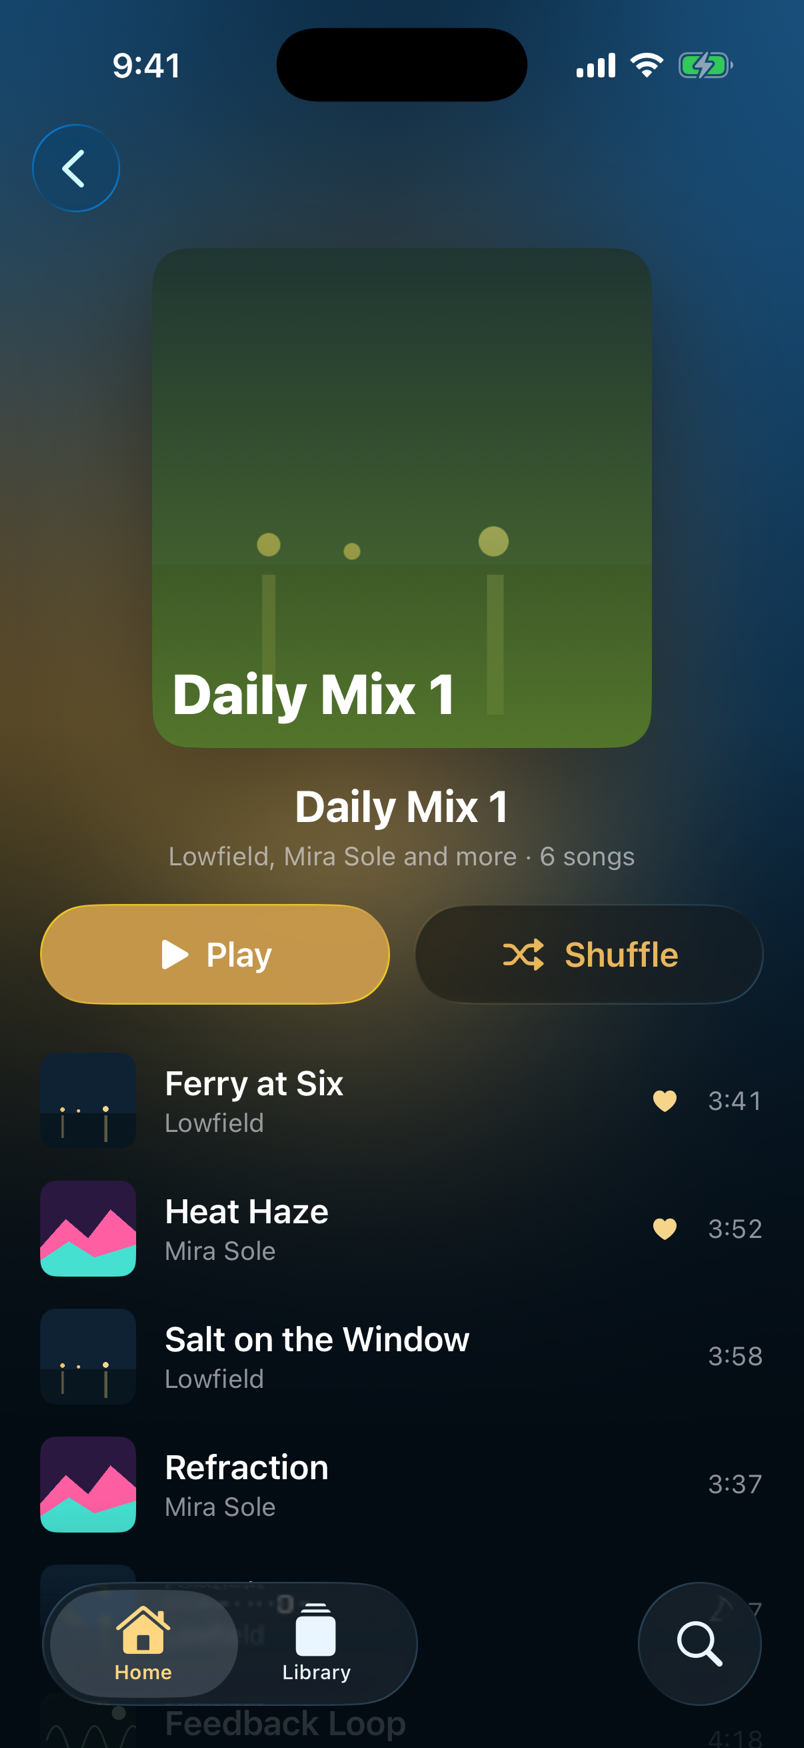 9:41
Daily Mix 1
Daily Mix 1
Lowfield, Mira Sole and more · 6 songs
Play
Shuffle
Ferry at Six
Lowfield
3:41
Heat Haze
Mira Sole
3:52
Salt on the Window
Lowfield
3:58
Refraction
Mira Sole
3:37
Home
Library
Feedback Loop
4:18